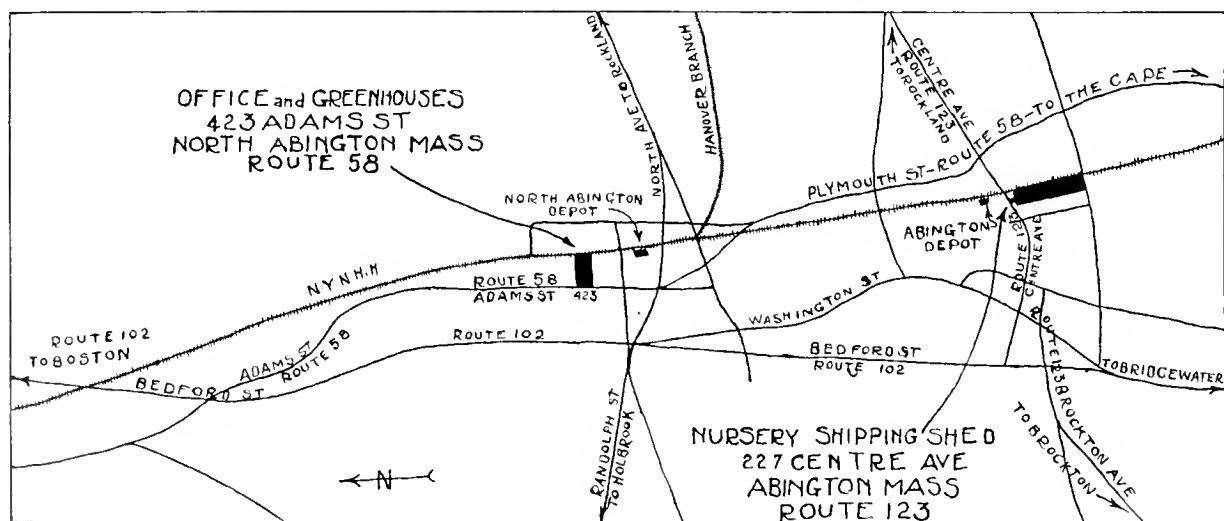 OFFICE and GREENHOUSES
423 ADAMS ST
NORTH ABINGTON MASS
ROUTE 58
NORTH ABINGTON
DEPOT
NORTH AVE TO ROCKLAND
HANOVER BRANCH
CENTRE AVE
ROUTE 123
TO ROCKLAND
PLYMOUTH ST-ROUTE 58-TO THE CAPE
ABINGTON
DEPOT
ROUTE 123
CENTRE AVE
N Y N H. H
ROUTE 58
ADAMS ST
423
WASHINGTON ST
ROUTE 102
TO BOSTON
ADAMS ST
ROUTE 58
BEDFORD ST
ROUTE 102
BEDFORD ST
ROUTE 102
TO BRIDGEWATER
ROUTE 123 BROCKTON AVE
TO BROCKTON
RANDOLPH ST
TO HOLBROOK
N
NURSERY SHIPPING SHED
227 CENTRE AVE
ABINGTON MASS
ROUTE 123